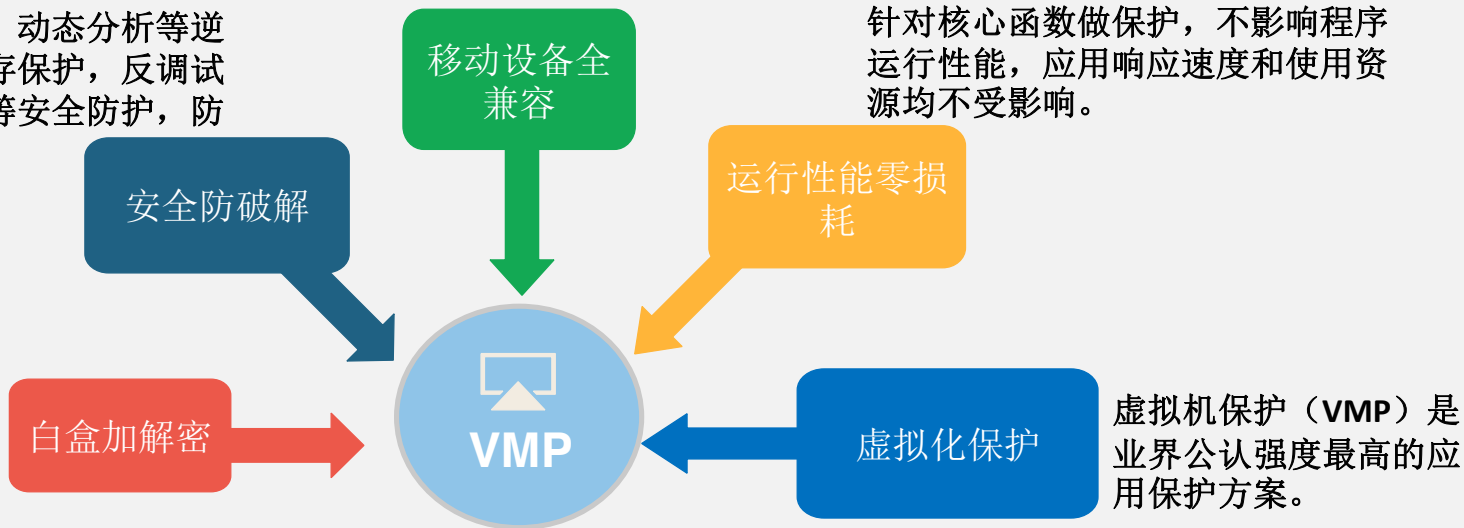 动态分析等逆
存保护，反调试
等安全防护，防
移动设备全
兼容
针对核心函数做保护，不影响程序
运行性能，应用响应速度和使用资
源均不受影响。
安全防破解
运行性能零损
耗
白盒加解密
VMP
虚拟化保护
虚拟机保护（VMP）是
业界公认强度最高的应
用保护方案。